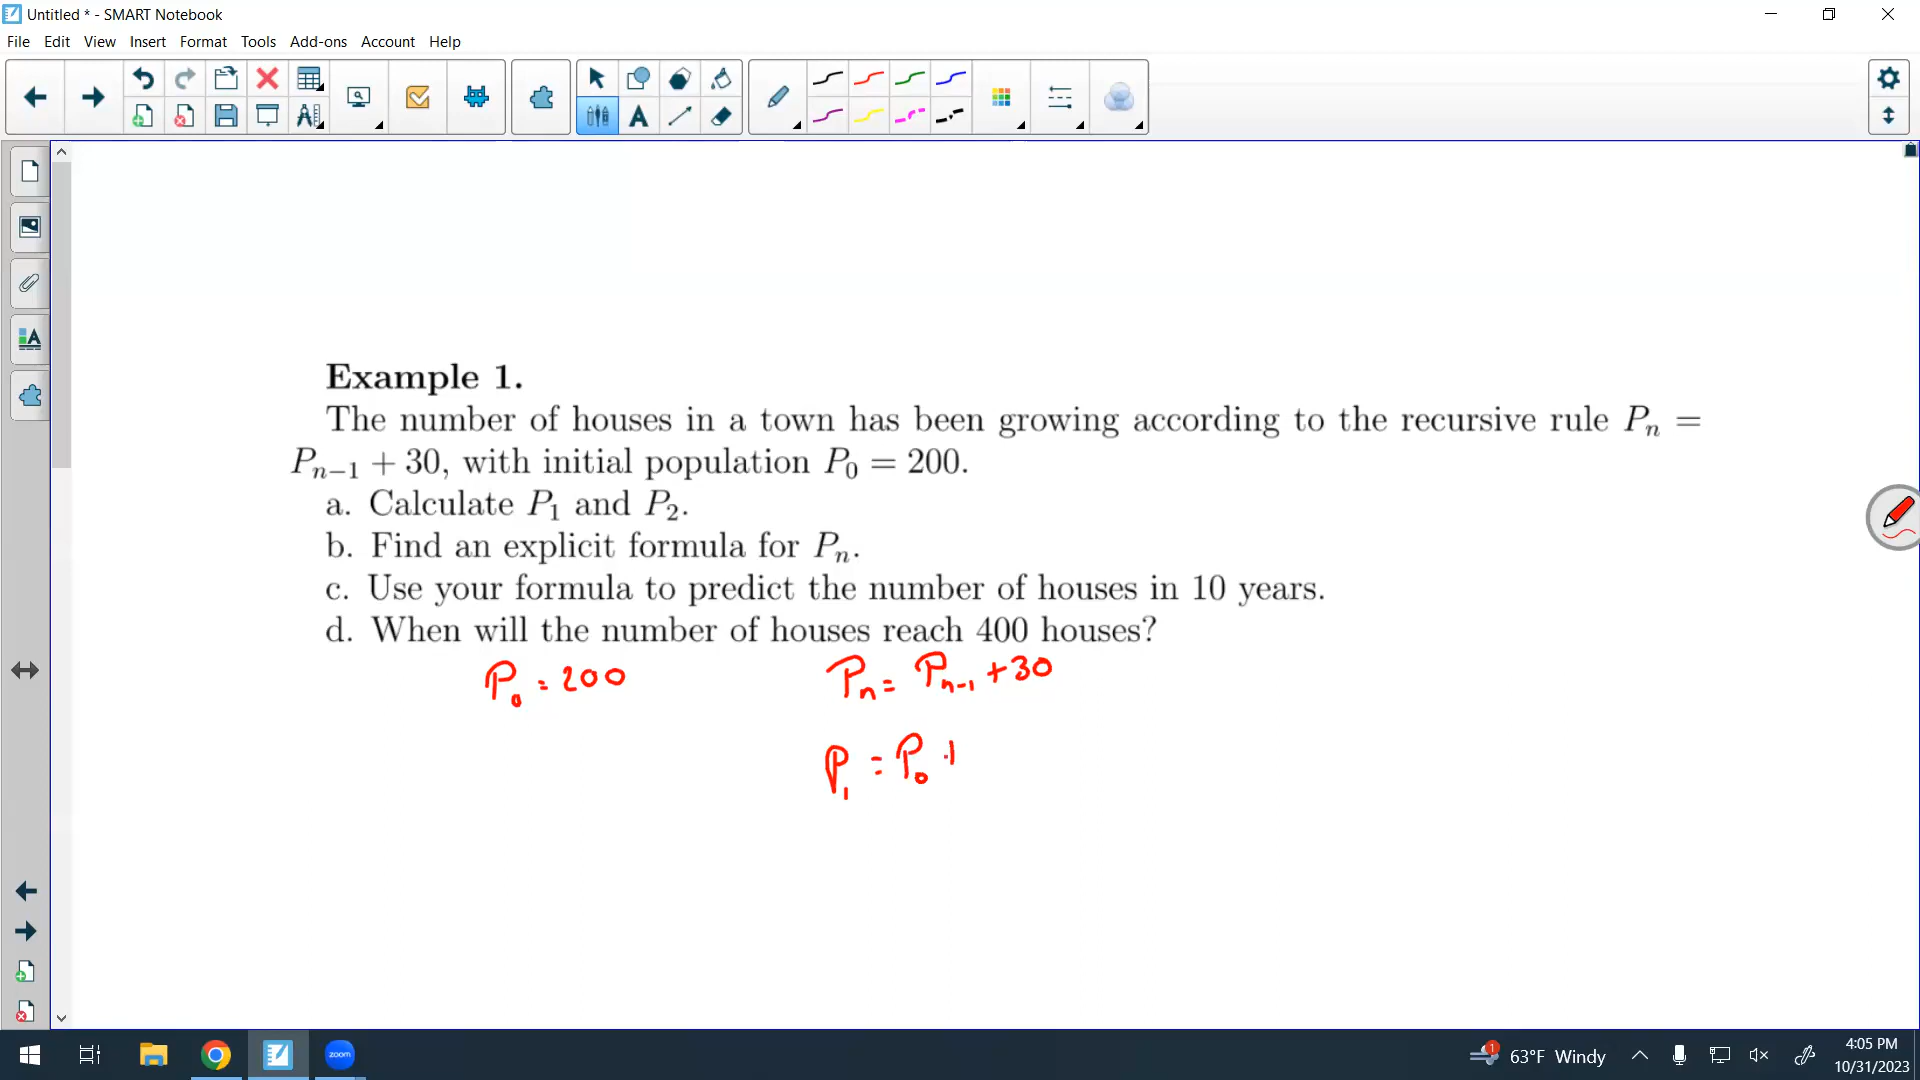 Untitled * - SMART Notebook
File Edit View Insert Format Tools Add-ons Account Help
Example 1.
The number of houses in a town has been growing according to the recursive rule Pₙ =
Pₙ₋₁ + 30, with initial population P₀ = 200.
a. Calculate P₁ and P₂.
b. Find an explicit formula for Pₙ.
c. Use your formula to predict the number of houses in 10 years.
d. When will the number of houses reach 400 houses?
P₀ = 200 Pₙ = Pₙ₋₁ + 30
P₁ = P₀ +
zoom
1 63°F Windy
4:05 PM
10/31/2023